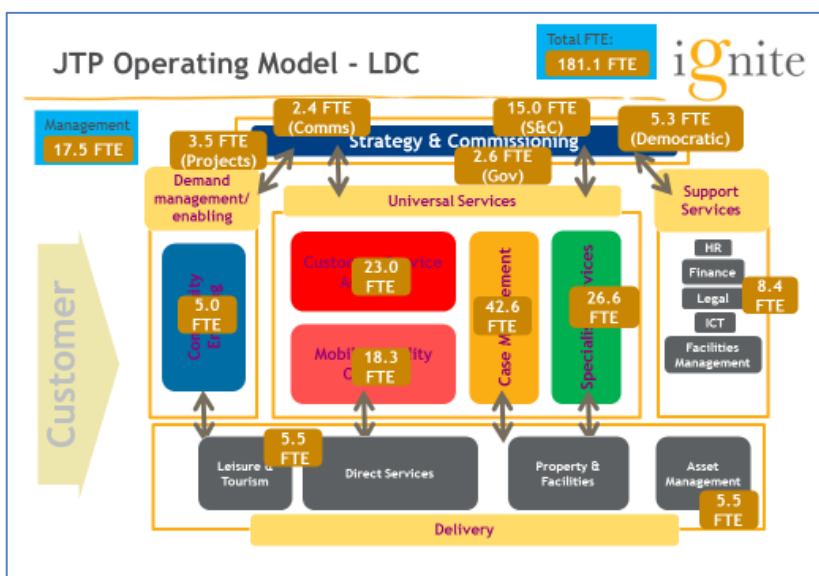 JTP Operating Model - LDC
Total FTE:
181.1 FTE
ignite
Management
17.5 FTE
2.4 FTE
(Comms)
15.0 FTE
(S&C)
5.3 FTE
(Democratic)
3.5 FTE
(Projects)
Strategy & Commissioning
2.6 FTE
(Gov)
Demand
management/
enabling
Universal Services
Support
Services
Customer
5.0
FTE
23.0
FTE
18.3
FTE
42.6
FTE
Case
26.6
FTE
HR
Finance
Legal
ICT
Facilities
Management
8.4
FTE
5.5
FTE
Leisure &
Tourism
Direct Services
Property &
Facilities
Asset
Management
5.5
FTE
Delivery